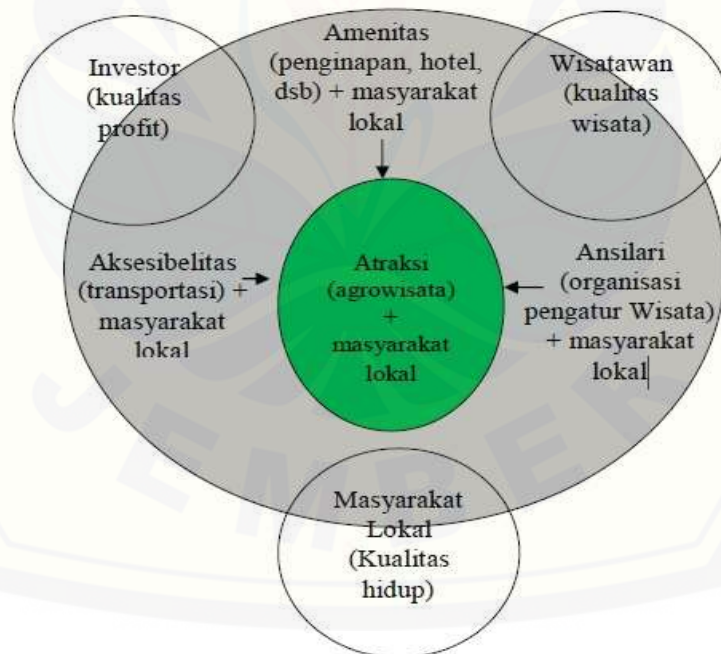 Investor
(kualitas
profit)
Amenitas
(penginapan, hotel,
dsb) + masyarakat
lokal
Wisatawan
(kualitas
wisata)
Aksesibelitas
(transportasi) +
masyarakat
lokal
Atraksi
(agrowisata)
+
masyarakat
lokal
Ansilari
(organisasi
pengatur Wisata)
+ masyarakat
lokal
Masyarakat
Lokal
(Kualitas
hidup)
JEMBER